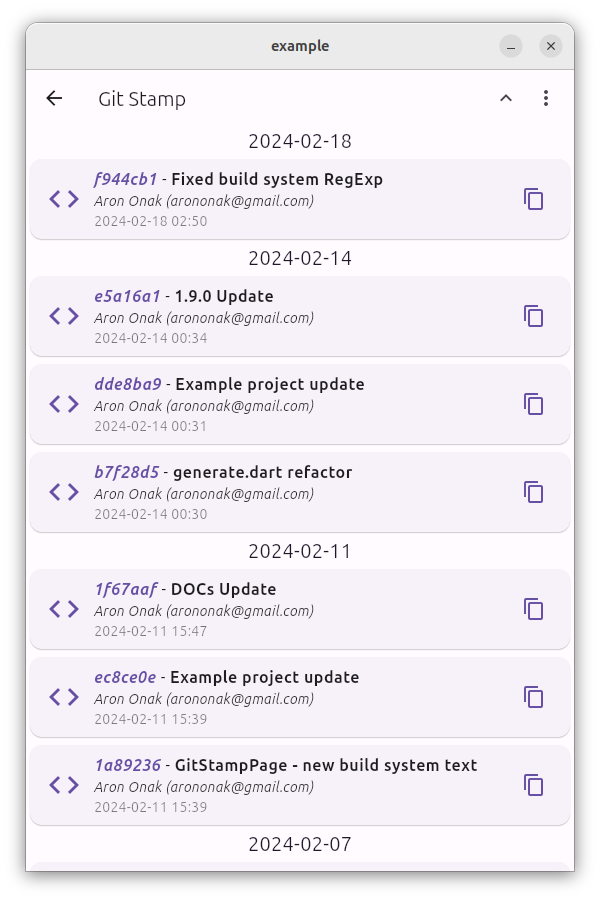 example
Git Stamp
2024-02-18
f944cb1 - Fixed build system RegExp
Aron Onak (arononak@gmail.com)
2024-02-18 02:50
2024-02-14
e5a16a1 - 1.9.0 Update
Aron Onak (arononak@gmail.com)
2024-02-14 00:34
dde8ba9 - Example project update
Aron Onak (arononak@gmail.com)
2024-02-14 00:31
b7f28d5 - generate.dart refactor
Aron Onak (arononak@gmail.com)
2024-02-14 00:30
2024-02-11
1f67aaf - DOCs Update
Aron Onak (arononak@gmail.com)
2024-02-11 15:47
ec8ce0e - Example project update
Aron Onak (arononak@gmail.com)
2024-02-11 15:39
1a89236 - GitStampPage - new build system text
Aron Onak (arononak@gmail.com)
2024-02-11 15:39
2024-02-07